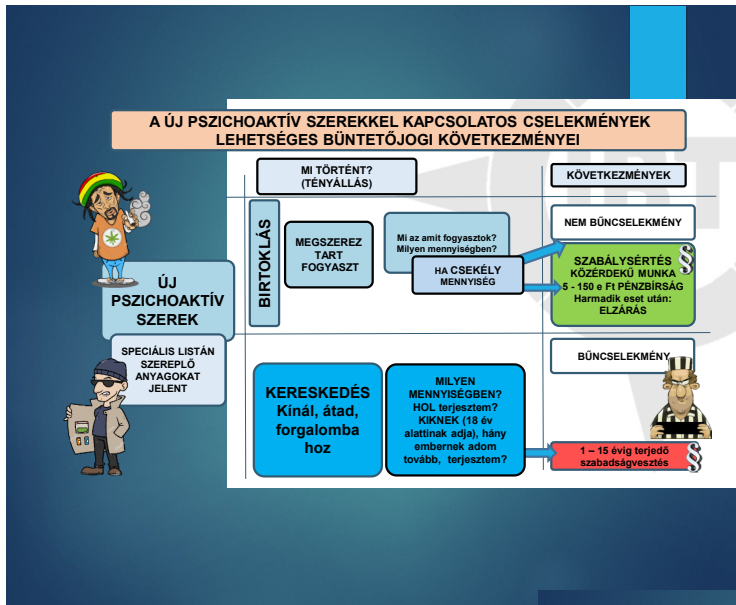 A ÚJ PSZICHOAKTÍV SZEREKKEL KAPCSOLATOS CSELEKMÉNYEK
LEHETSÉGES BÜNTETŐJOGI KÖVETKEZMÉNYEI
MI TÖRTÉNT?
(TÉNYÁLLÁS)
KÖVETKEZMÉNYEK
BIRTOKLÁS
MEGSZEREZ
TART
FOGYASZT
Mi az amit fogyasztok?
Milyen mennyiségben?
HA CSEKÉLY
MENNYISÉG
NEM BŰNCSELEKMÉNY
SZABÁLYSÉRTÉS
KÖZÉRDEKŰ MUNKA
5 - 150 e Ft PÉNZBÍRSÁG
Harmadik eset után:
ELZÁRÁS
§
ÚJ
PSZICHOAKTÍV
SZEREK
SPECIÁLIS LISTÁN
SZEREPLŐ
ANYAGOKAT
JELENT
BŰNCSELEKMÉNY
KERESKEDÉS
Kínál, átad,
forgalomba
hoz
MILYEN
MENNYISÉGBEN?
HOL terjesztem?
KIKNEK (18 év
alattinak adja), hány
embernek adom
tovább, terjesztem?
1 – 15 évig terjedő
szabadságvesztés
§